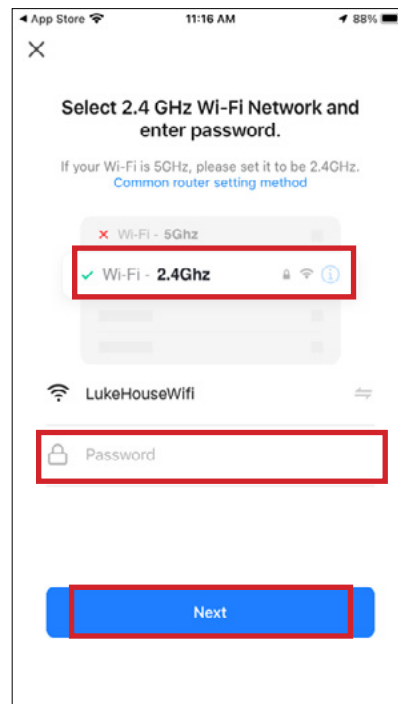 App Store 11:16 AM 88%
Select 2.4 GHz Wi-Fi Network and
enter password.
If your Wi-Fi is 5GHz, please set it to be 2.4GHz.
Common router setting method
Wi-Fi - 5Ghz
Wi-Fi - 2.4Ghz
LukeHouseWifi
Password
Next